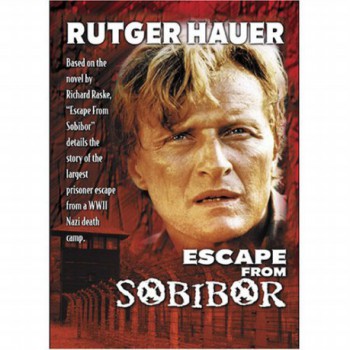 RUTGER HAUER
Based on the
novel by
Richard Raske,
"Escape From
Sobibor"
details the
story of the
largest
prisoner escape
from a WWII
Nazi death
camp.
ESCAPE
FROM
SOBIBOR